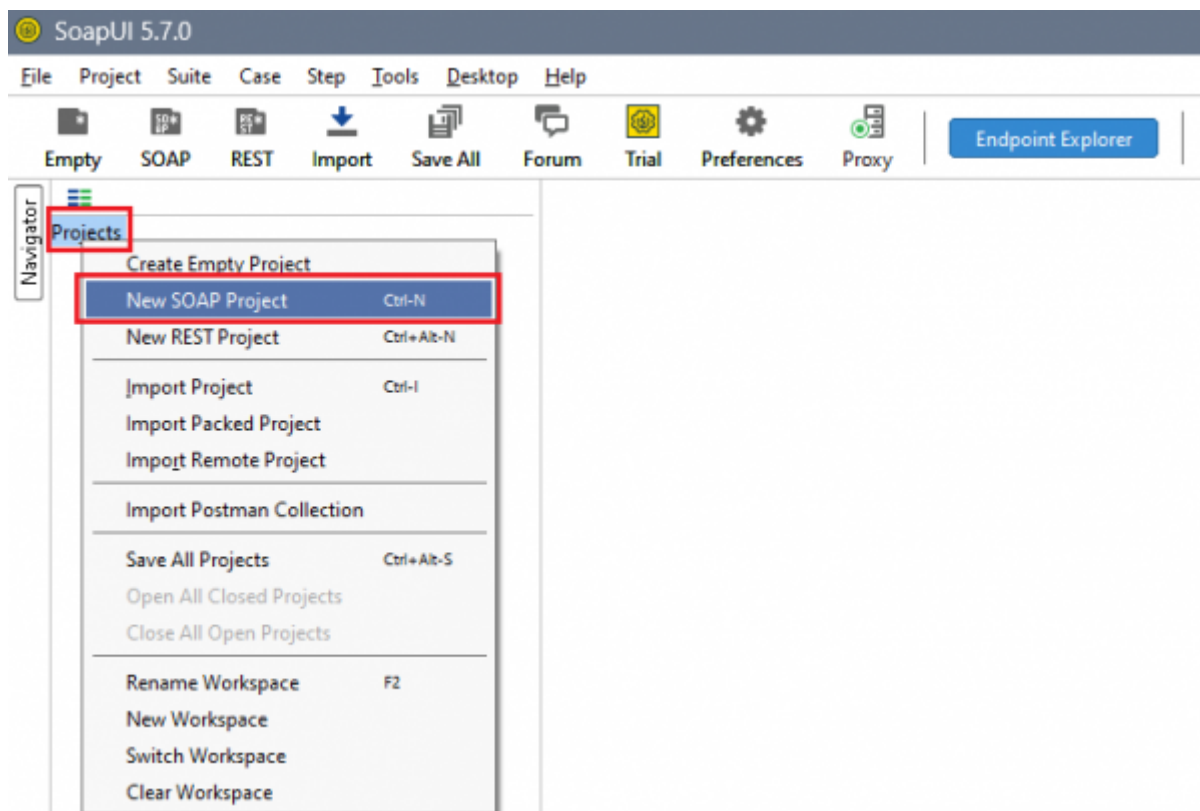 SoapUI 5.7.0
File Project Suite Case Step Tools Desktop Help
Empty SOAP REST Import Save All Forum Trial Preferences Proxy Endpoint Explorer
Navigator
Projects
Create Empty Project
New SOAP Project Ctrl-N
New REST Project Ctrl+Alt-N
Import Project Ctrl-I
Import Packed Project
Import Remote Project
Import Postman Collection
Save All Projects Ctrl+Alt-S
Open All Closed Projects
Close All Open Projects
Rename Workspace F2
New Workspace
Switch Workspace
Clear Workspace